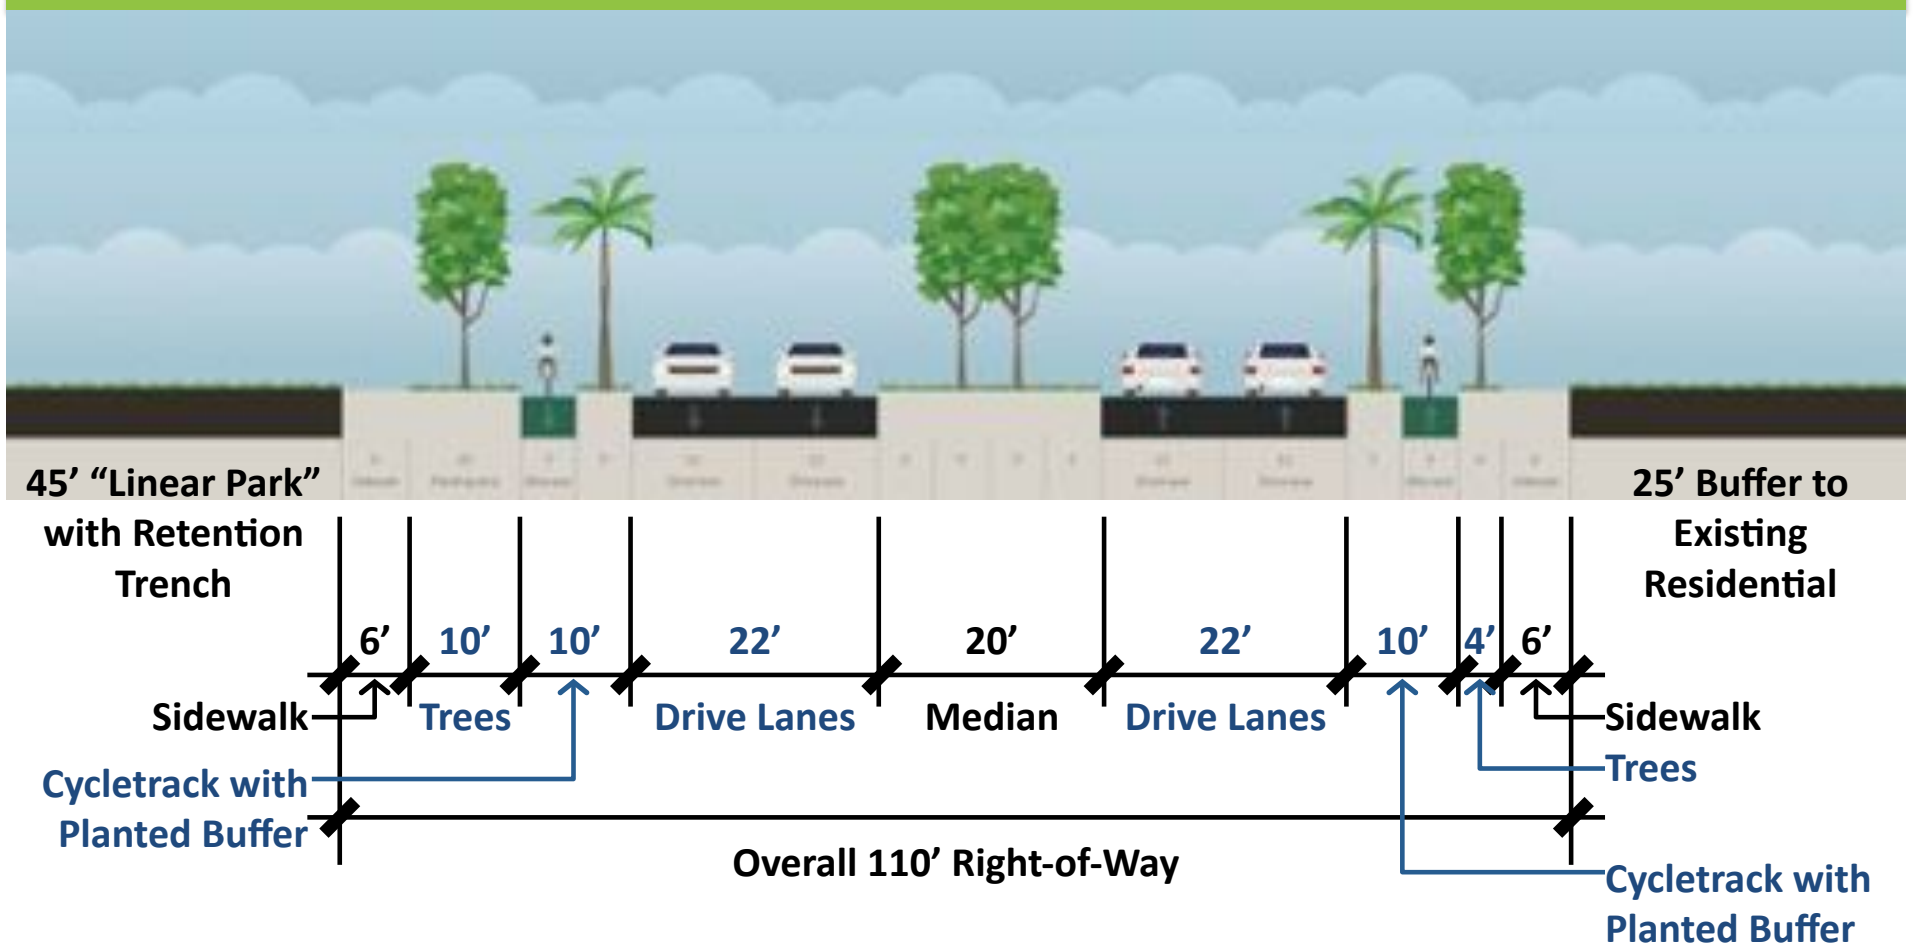 45’ “Linear Park”
with Retention
Trench
25’ Buffer to
Existing
Residential
6’ 10’ 10’ 22’ 20’ 22’ 10’ 4’ 6’
Sidewalk Trees Drive Lanes Median Drive Lanes Sidewalk
Trees
Cycletrack with
Planted Buffer
Overall 110’ Right-of-Way
Cycletrack with
Planted Buffer